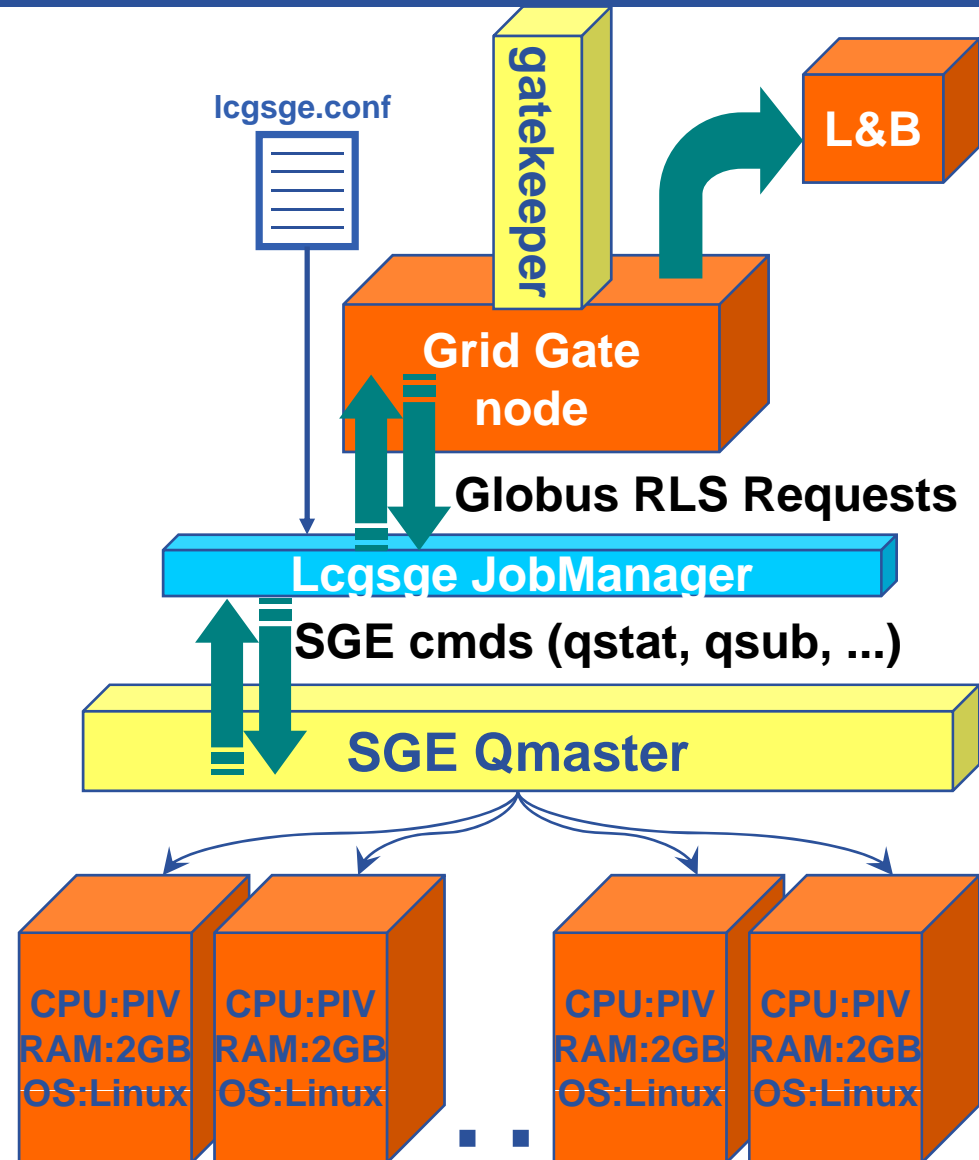 lcgsge.conf
gatekeeper
L&B
Grid Gate
node
Globus RLS Requests
Lcgsge JobManager
SGE cmds (qstat, qsub, ...)
SGE Qmaster
CPU:PIV
RAM:2GB
OS:Linux
CPU:PIV
RAM:2GB
OS:Linux
. .
CPU:PIV
RAM:2GB
OS:Linux
CPU:PIV
RAM:2GB
OS:Linux